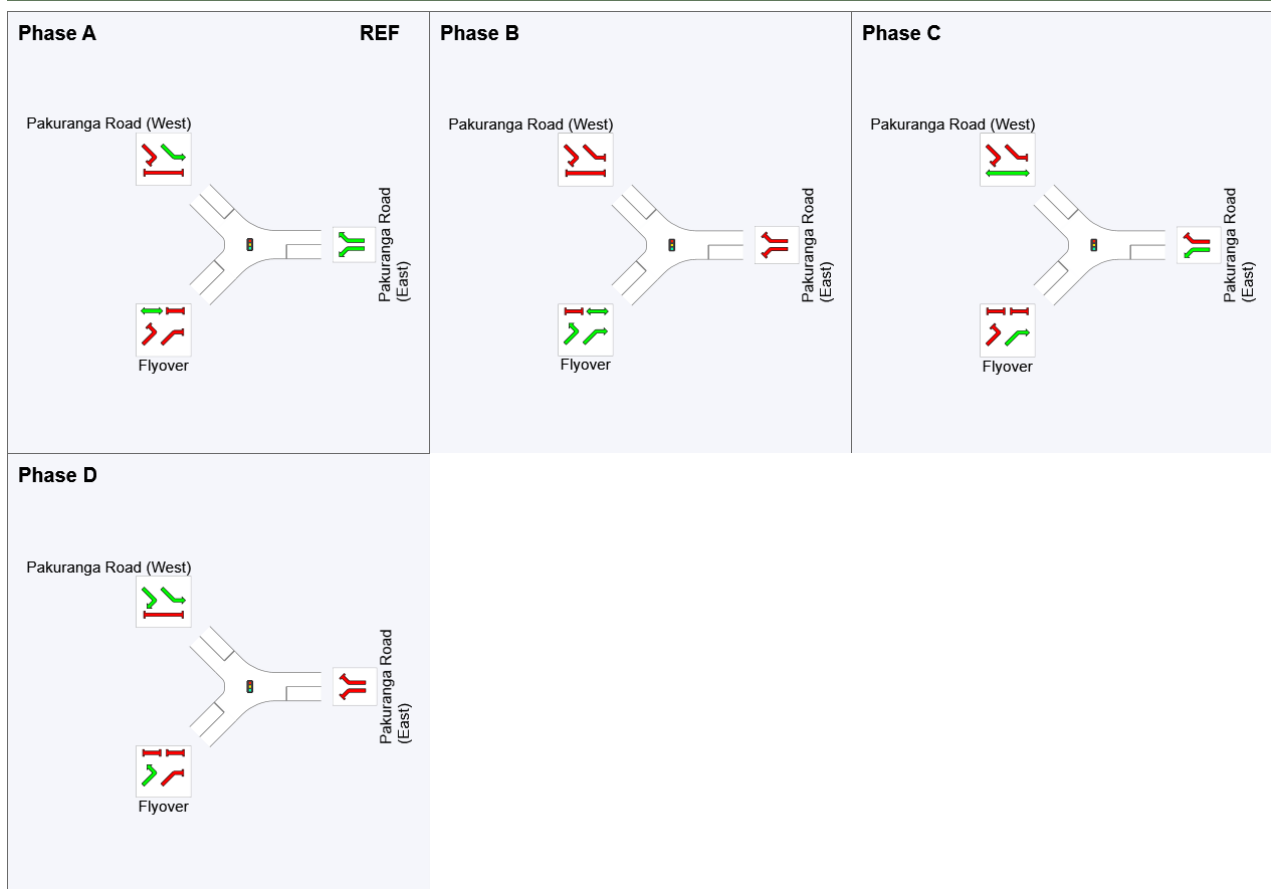 Phase A
REF
Pakuranga Road (West)
Pakuranga Road
(East)
Flyover
Phase B
Pakuranga Road (West)
Pakuranga Road
(East)
Flyover
Phase C
Pakuranga Road (West)
Pakuranga Road
(East)
Flyover
Phase D
Pakuranga Road (West)
Pakuranga Road
(East)
Flyover